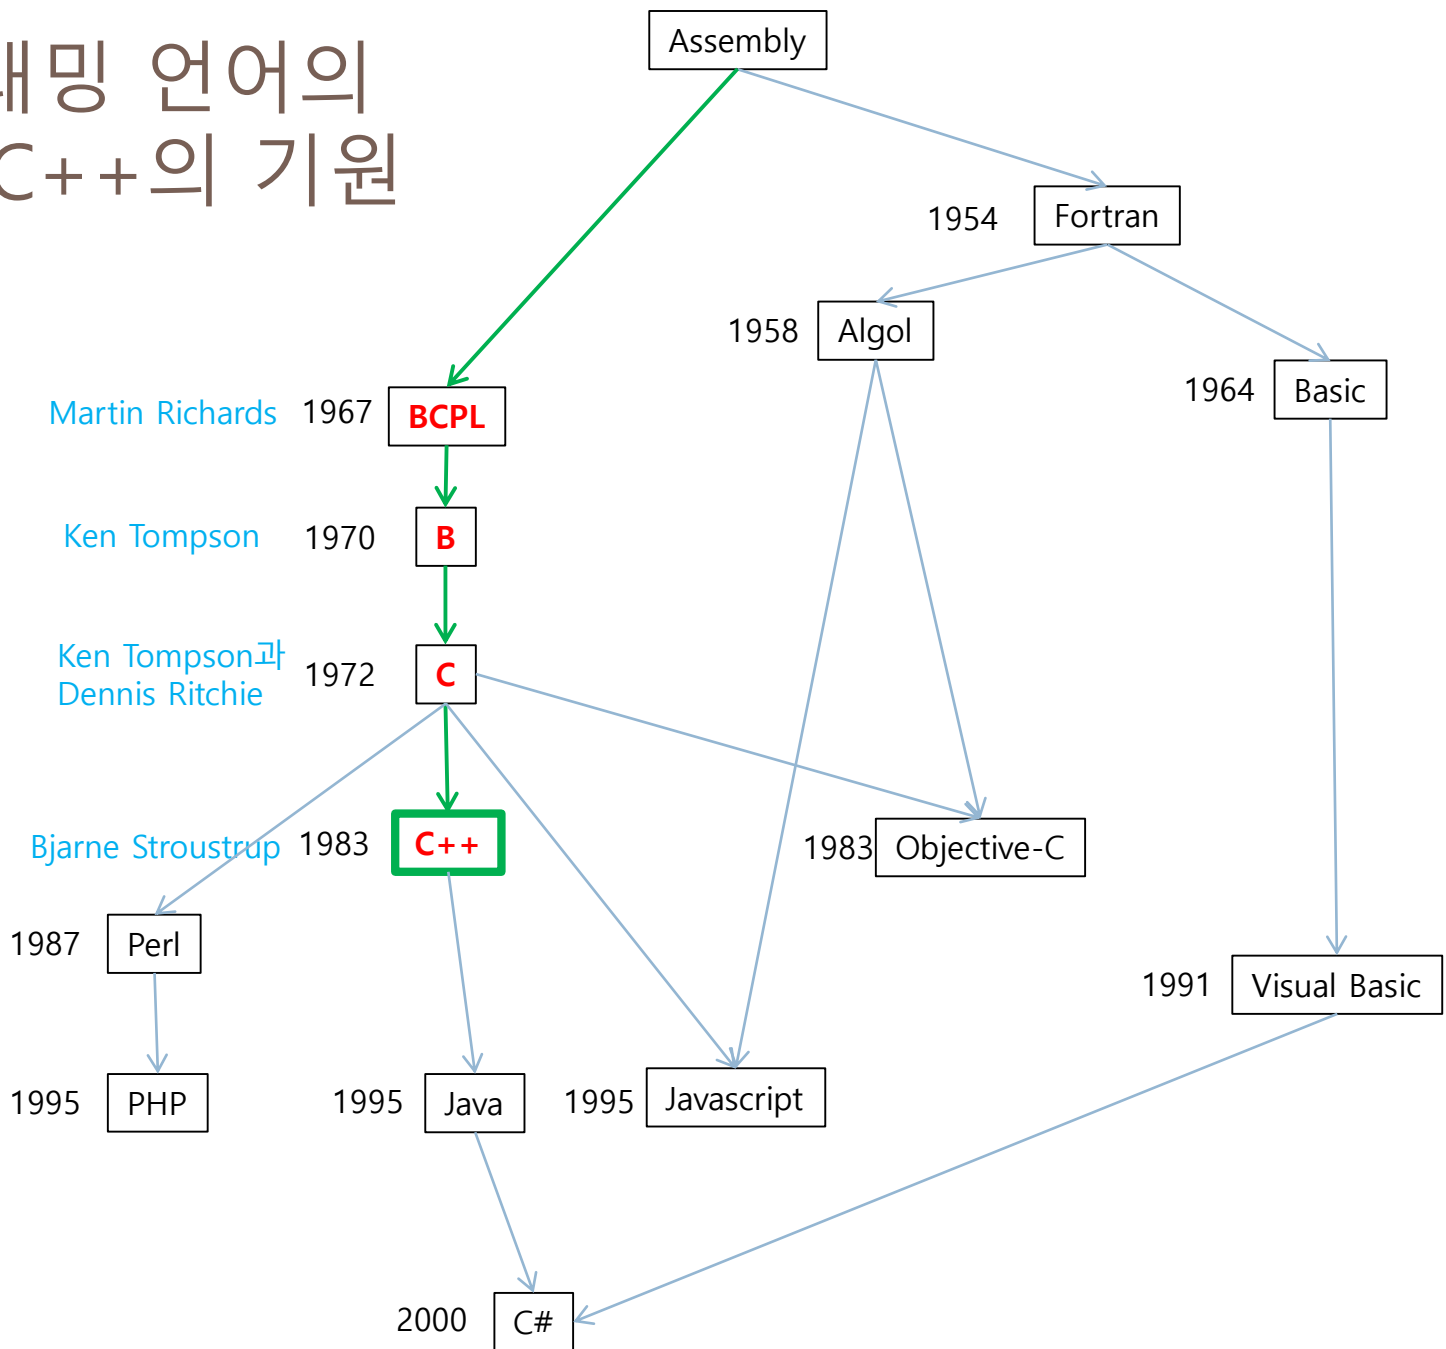 밍 언어의
C++의 기원
Assembly
1954 Fortran
1958 Algol
1964 Basic
Martin Richards 1967 BCPL
Ken Tompson 1970 B
Ken Tompson과
Dennis Ritchie
1972 C
Bjarne Stroustrup 1983 C++
1983 Objective-C
1987 Perl
1991 Visual Basic
1995 PHP
1995 Java
1995 Javascript
2000 C#